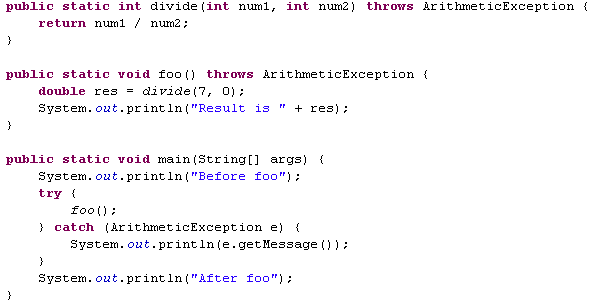 public static int divide(int num1, int num2) throws ArithmeticException {
    return num1 / num2;
}

public static void foo() throws ArithmeticException {
    double res = divide(7, 0);
    System.out.println("Result is " + res);
}

public static void main(String[] args) {
    System.out.println("Before foo");
    try {
        foo();
    } catch (ArithmeticException e) {
        System.out.println(e.getMessage());
    }
    System.out.println("After foo");
}